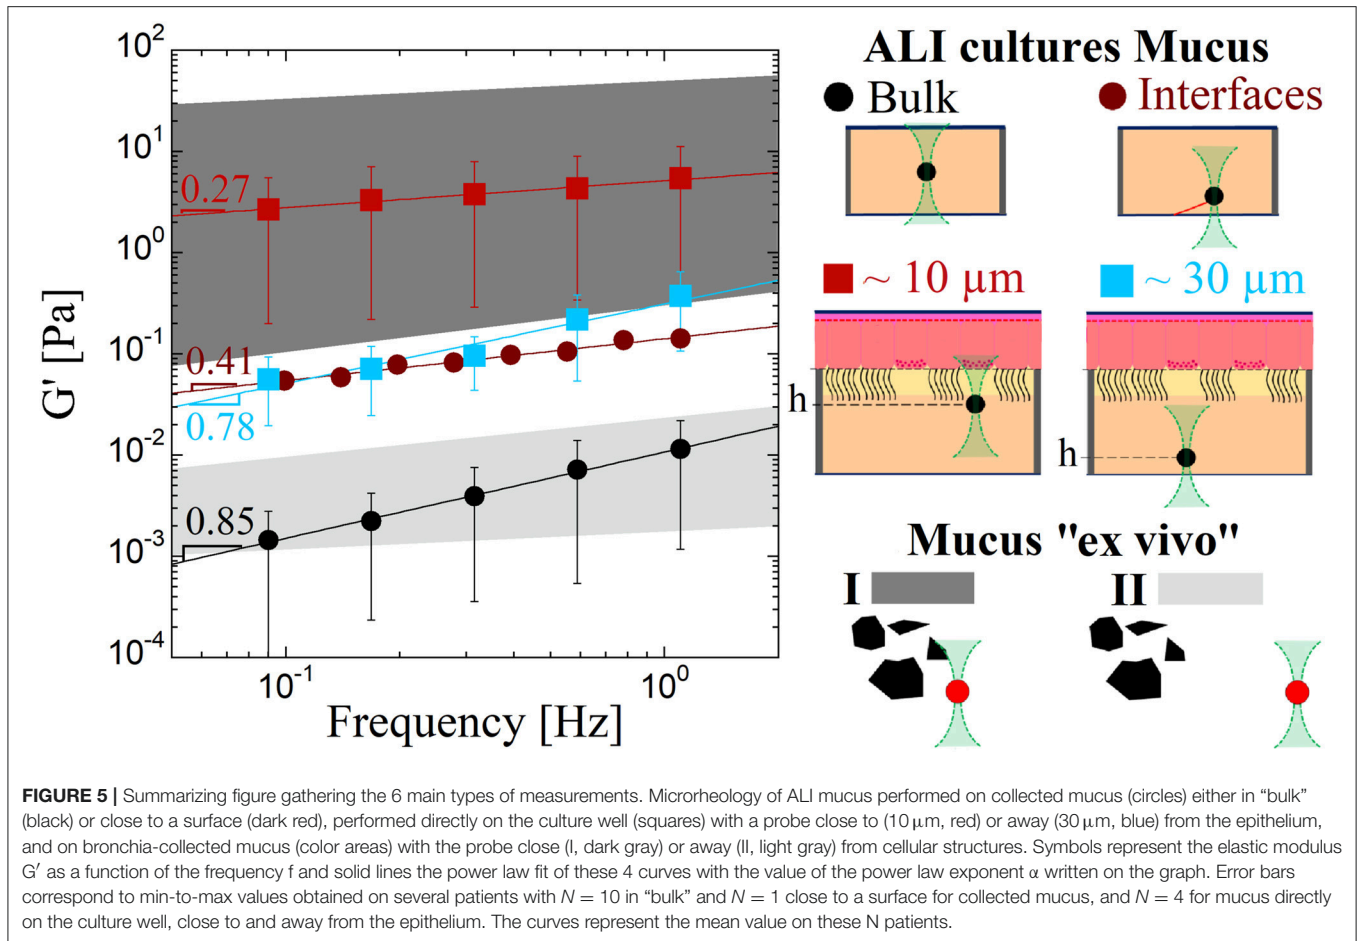 10²
10¹
10⁰
10⁻¹
10⁻²
10⁻³
10⁻⁴
G' [Pa]
0.27
0.41
0.78
0.85
10⁻¹
10⁰
Frequency [Hz]
ALI cultures Mucus
Bulk
Interfaces
~ 10 µm
~ 30 µm
h
h
Mucus "ex vivo"
I
II
FIGURE 5 | Summarizing figure gathering the 6 main types of measurements. Microrheology of ALI mucus performed on collected mucus (circles) either in “bulk”
(black) or close to a surface (dark red), performed directly on the culture well (squares) with a probe close to (10 µm, red) or away (30 µm, blue) from the epithelium,
and on bronchia-collected mucus (color areas) with the probe close (I, dark gray) or away (II, light gray) from cellular structures. Symbols represent the elastic modulus
G′ as a function of the frequency f and solid lines the power law fit of these 4 curves with the value of the power law exponent α written on the graph. Error bars
correspond to min-to-max values obtained on several patients with N = 10 in “bulk” and N = 1 close to a surface for collected mucus, and N = 4 for mucus directly
on the culture well, close to and away from the epithelium. The curves represent the mean value on these N patients.